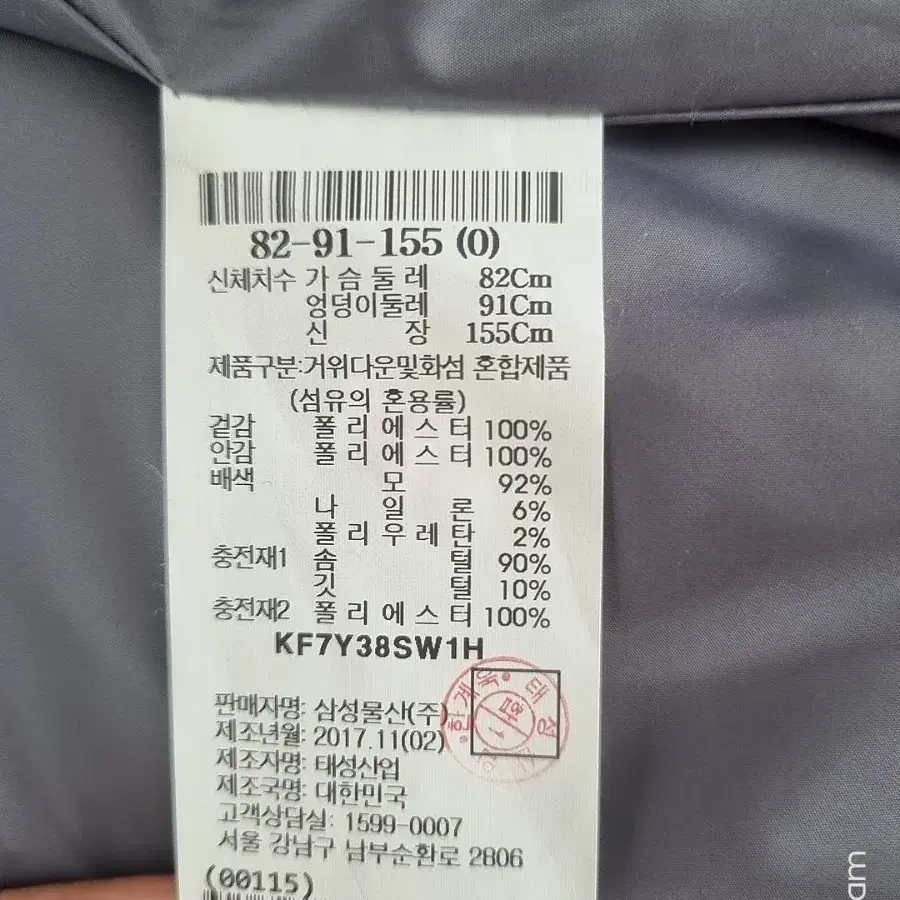 82-91-155 (0)
신체치수 가 슴 둘 레 82Cm
엉덩이둘레 91Cm
신 장 155Cm
제품구분:거위다운및화섬 혼합제품
(섬유의 혼용률)
겉감 폴 리 에 스 터 100%
안감 폴 리 에 스 터 100%
배색 모 92%
나 일 론 6%
폴 리 우 레 탄 2%
충전재1 솜 털 90%
깃 털 10%
충전재2 폴 리 에 스 터 100%
KF7Y38SW1H
판매자명: 삼성물산(주)
제조년월: 2017.11(02)
제조자명: 태성산업
제조국명: 대한민국
고객상담실: 1599-0007
서울 강남구 남부순환로 2806
(00115)
am